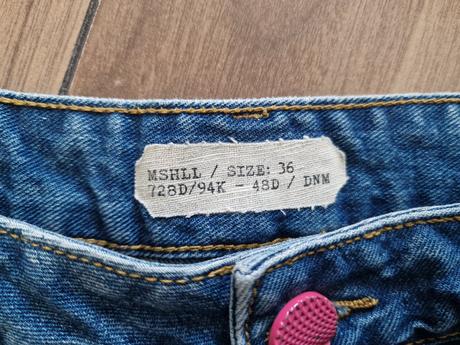 MSHLL / SIZE: 36
728D/94K - 48D / DNM